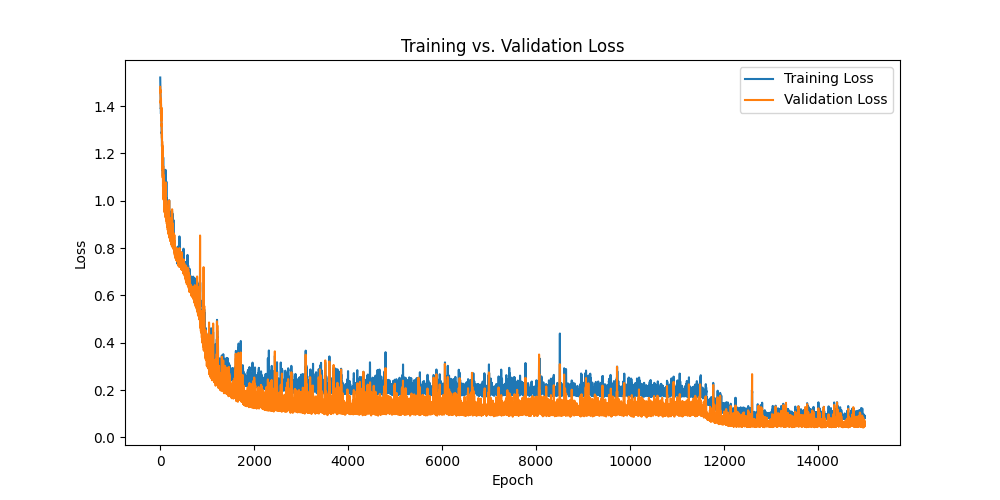 Training vs. Validation Loss
Training Loss
Validation Loss
1.4
1.2
1.0
0.8
0.6
0.4
0.2
0.0
Loss
0 2000 4000 6000 8000 10000 12000 14000
Epoch